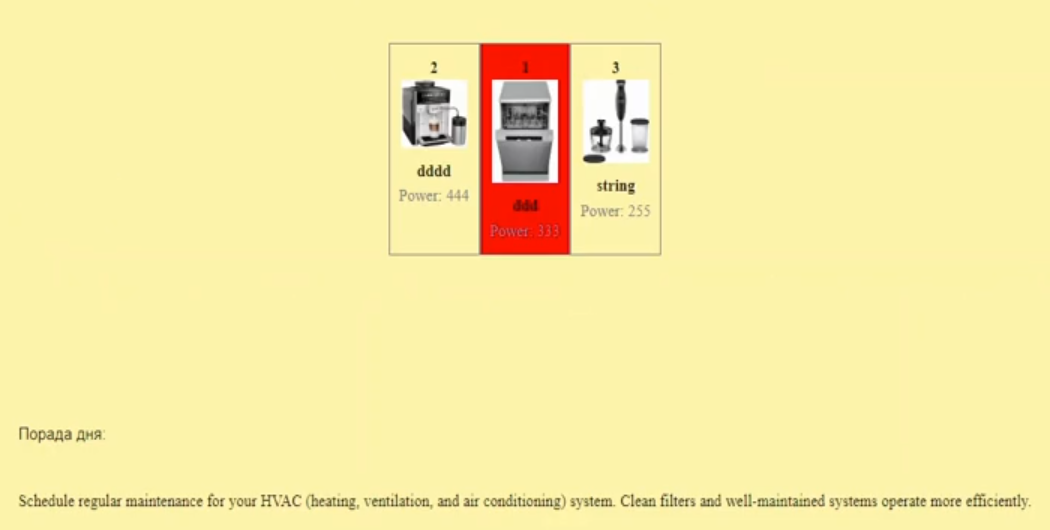 2
dddd
Power: 444
1
ddd
Power: 333
3
string
Power: 255
Порада дня:
Schedule regular maintenance for your HVAC (heating, ventilation, and air conditioning) system. Clean filters and well-maintained systems operate more efficiently.